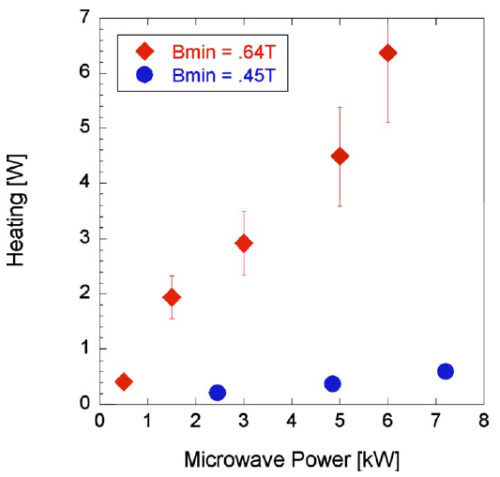 7
6
5
4
3
2
1
0
Heating [W]
Bmin = .64T
Bmin = .45T
0 1 2 3 4 5 6 7 8
Microwave Power [kW]